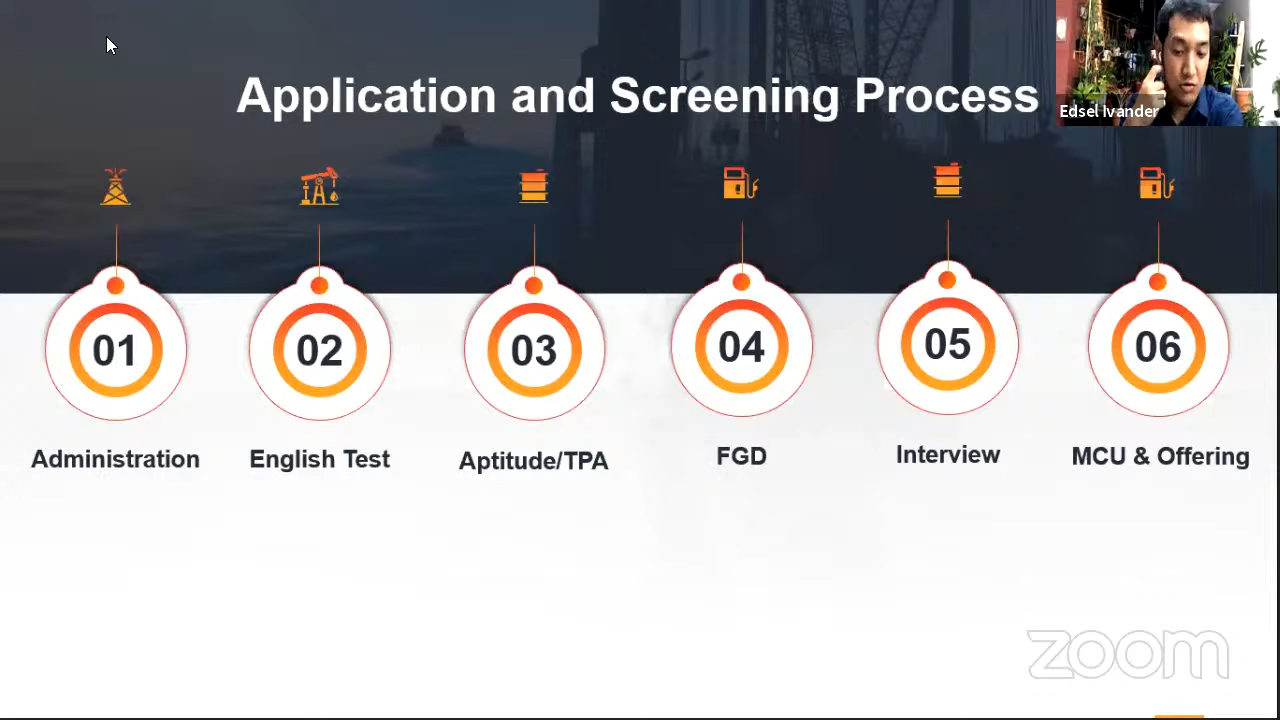 Application and Screening Process
Edsel Ivander
01
02
03
04
05
06
Administration
English Test
Aptitude/TPA
FGD
Interview
MCU & Offering
zoom